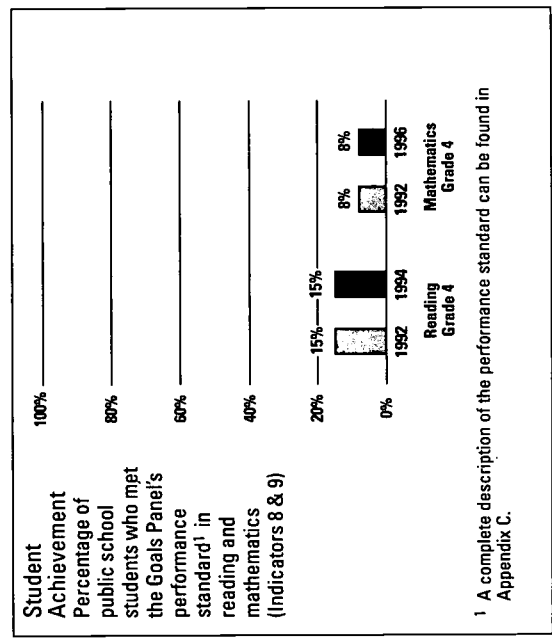 Student
Achievement
Percentage of
public school
students who met
the Goals Panel's
performance
standard¹ in
reading and
mathematics
(Indicators 8 & 9)
100%
80%
60%
40%
20%
0%
15% 15%
8% 8%
1992 1994 1992 1996
Reading Mathematics
Grade 4 Grade 4
¹ A complete description of the performance standard can be found in
Appendix C.